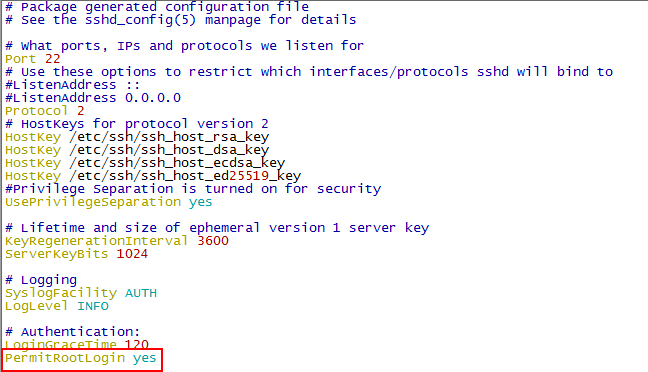 # Package generated configuration file
# See the sshd_config(5) manpage for details
# What ports, IPs and protocols we listen for
Port 22
# Use these options to restrict which interfaces/protocols sshd will bind to
#ListenAddress ::
#ListenAddress 0.0.0.0
Protocol 2
# HostKeys for protocol version 2
HostKey /etc/ssh/ssh_host_rsa_key
HostKey /etc/ssh/ssh_host_dsa_key
HostKey /etc/ssh/ssh_host_ecdsa_key
HostKey /etc/ssh/ssh_host_ed25519_key
#Privilege Separation is turned on for security
UsePrivilegeSeparation yes
# Lifetime and size of ephemeral version 1 server key
KeyRegenerationInterval 3600
ServerKeyBits 1024
# Logging
SyslogFacility AUTH
LogLevel INFO
# Authentication:
LoginGraceTime 120
PermitRootLogin yes